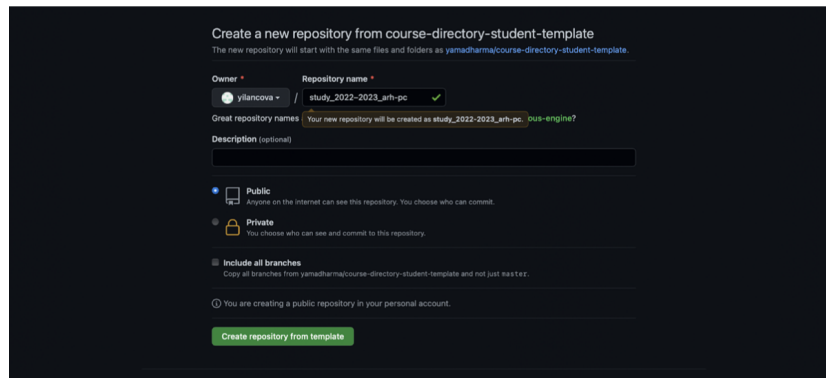 Create a new repository from course-directory-student-template
The new repository will start with the same files and folders as yamadharma/course-directory-student-template.
Owner * Repository name *
yilancova / study_2022~2023_arh-pc
Great repository names Your new repository will be created as study_2022-2023_arh-pc. ous-engine?
Description (optional)
Public
Anyone on the internet can see this repository. You choose who can commit.
Private
You choose who can see and commit to this repository.
Include all branches
Copy all branches from yamadharma/course-directory-student-template and not just master.
You are creating a public repository in your personal account.
Create repository from template